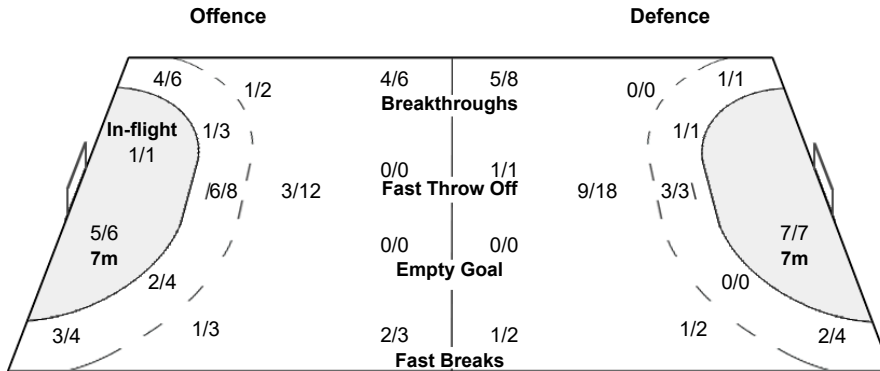 Offence Defence
4/6 1/2 4/6 5/8 0/0 1/1
Breakthroughs
In-flight 1/3 1/1
1/1
0/0 1/1
Fast Throw Off
6/8 3/12 9/18 3/3
5/6 7/7
7m 7m
0/0 0/0
Empty Goal
2/4 0/0
3/4 1/3 2/3 1/2 1/2 2/4
Fast Breaks